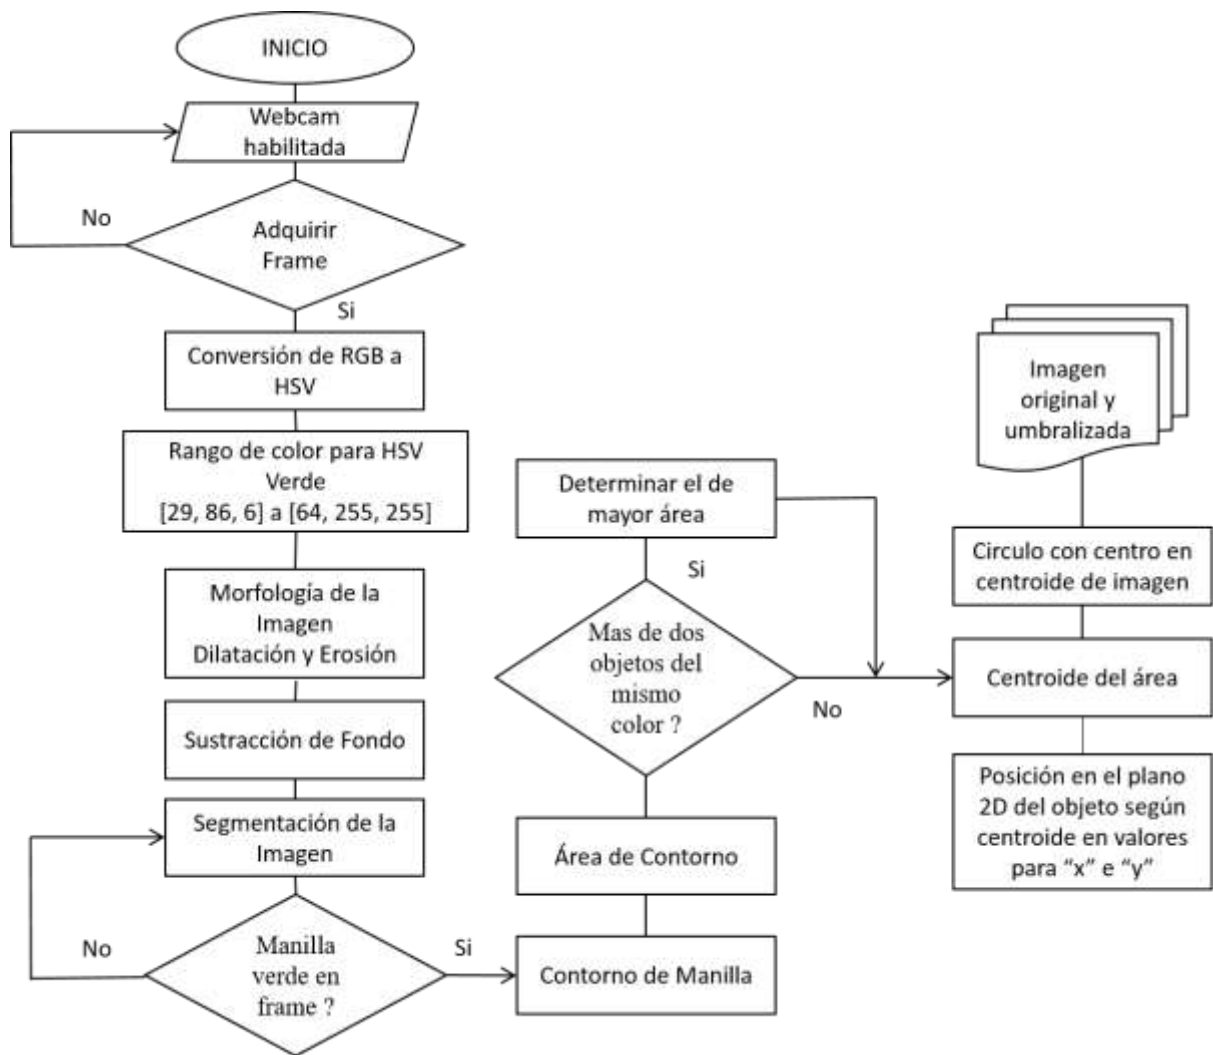 INICIO
Webcam
habilitada
No
Adquirir
Frame
Si
Conversión de RGB a
HSV
Rango de color para HSV
Verde
[29, 86, 6] a [64, 255, 255]
Morfología de la
Imagen
Dilatación y Erosión
Sustracción de Fondo
Segmentación de la
Imagen
No
Manilla
verde en
frame ?
Si
Contorno de Manilla
Área de Contorno
Mas de dos
objetos del
mismo
color ?
Si
Determinar el de
mayor área
No
Centroide del área
Circulo con centro en
centroide de imagen
Imagen
original y
umbralizada
Posición en el plano
2D del objeto según
centroide en valores
para “x” e “y”